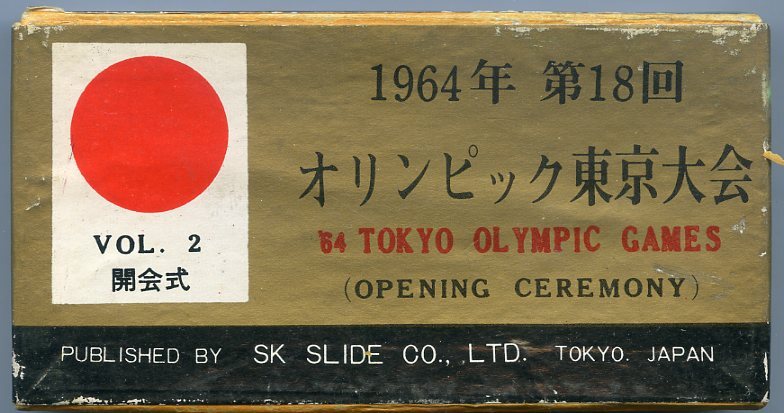 1964年 第18回
オリンピック東京大会
'64 TOKYO OLYMPIC GAMES
(OPENING CEREMONY)
VOL. 2
開会式
PUBLISHED BY SK SLIDE CO., LTD. TOKYO. JAPAN